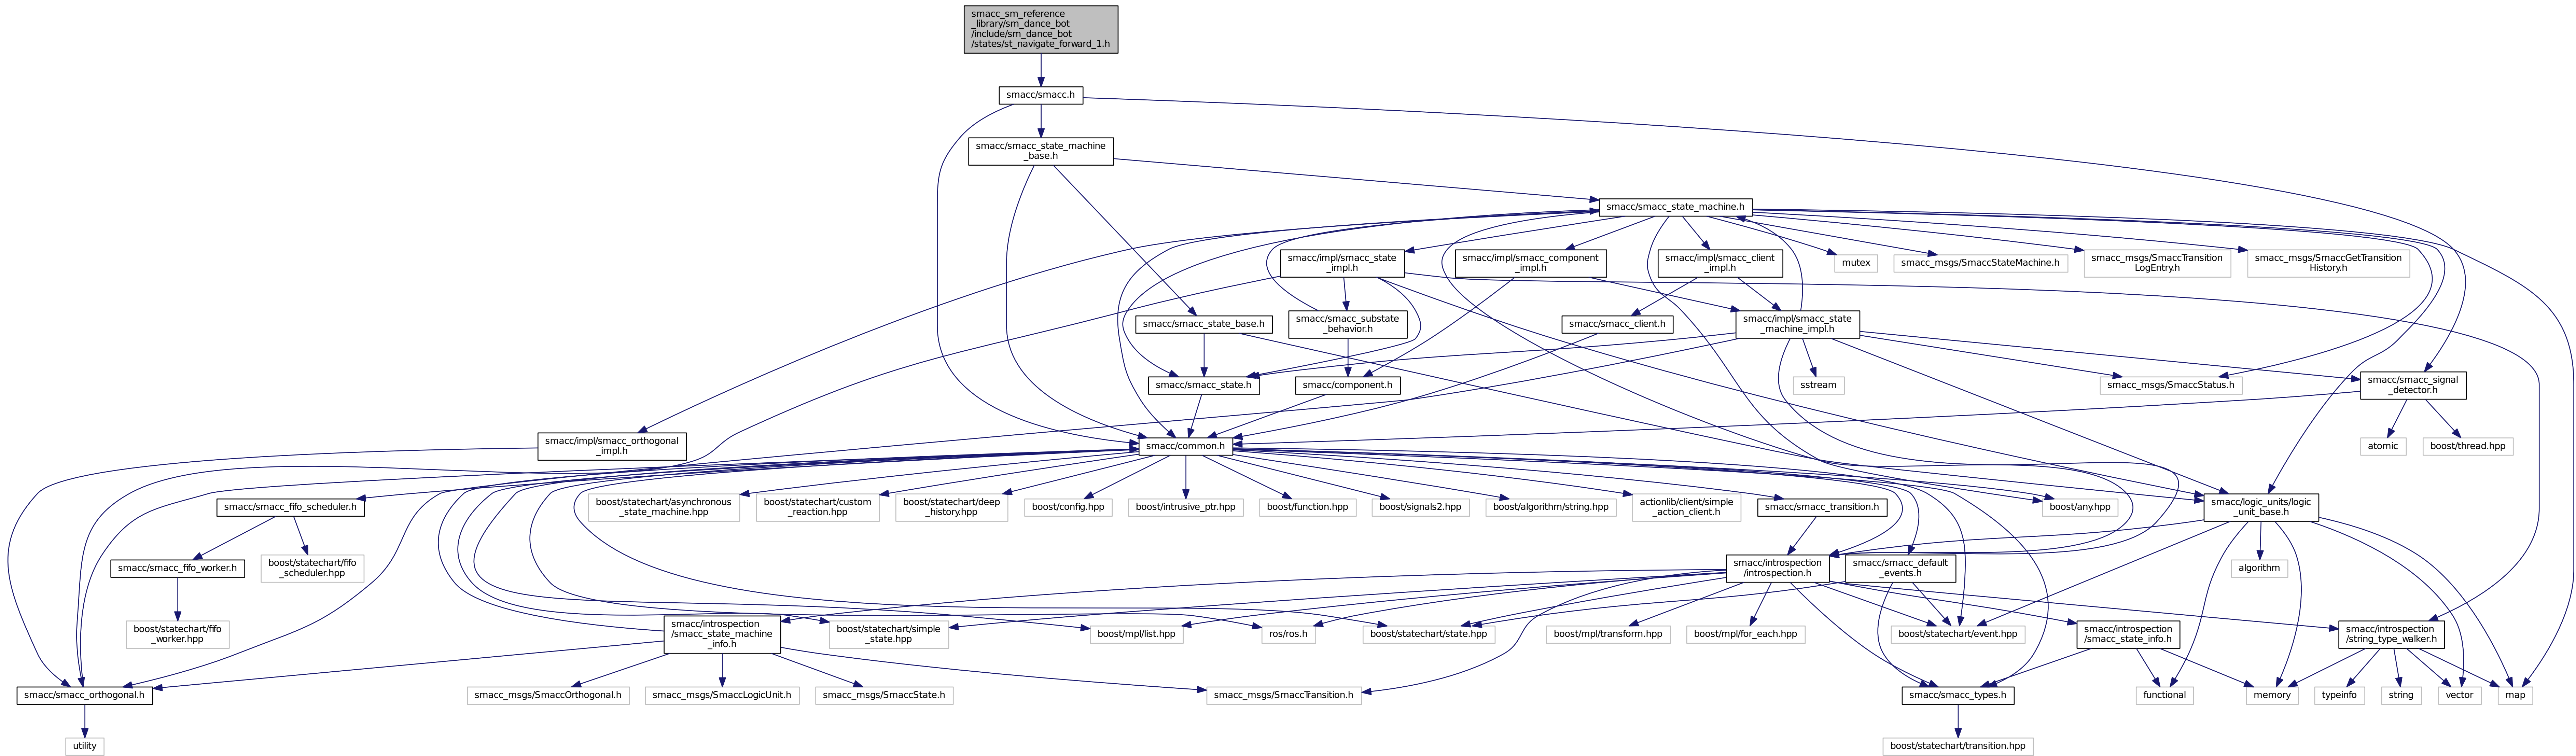 smacc_sm_reference
_library/sm_dance_bot
/include/sm_dance_bot
/states/st_navigate_forward_1.h
smacc/smacc.h
smacc/smacc_state_machine
_base.h
smacc/smacc_state_machine.h
smacc/impl/smacc_state
_impl.h
smacc/impl/smacc_component
_impl.h
smacc/impl/smacc_client
_impl.h
mutex
smacc_msgs/SmaccStateMachine.h
smacc_msgs/SmaccTransition
LogEntry.h
smacc_msgs/SmaccGetTransition
History.h
smacc/smacc_state_base.h
smacc/smacc_substate
_behavior.h
smacc/smacc_client.h
smacc/impl/smacc_state
_machine_impl.h
smacc/smacc_state.h
smacc/component.h
sstream
smacc_msgs/SmaccStatus.h
smacc/smacc_signal
_detector.h
smacc/impl/smacc_orthogonal
_impl.h
smacc/common.h
atomic
boost/thread.hpp
smacc/smacc_fifo_scheduler.h
boost/statechart/asynchronous
_state_machine.hpp
boost/statechart/custom
_reaction.hpp
boost/statechart/deep
_history.hpp
boost/config.hpp
boost/intrusive_ptr.hpp
boost/function.hpp
boost/signals2.hpp
boost/algorithm/string.hpp
actionlib/client/simple
_action_client.h
smacc/smacc_transition.h
boost/any.hpp
smacc/logic_units/logic
_unit_base.h
smacc/smacc_fifo_worker.h
boost/statechart/fifo
_scheduler.hpp
smacc/introspection
/introspection.h
smacc/smacc_default
_events.h
algorithm
boost/statechart/fifo
_worker.hpp
smacc/introspection
/smacc_state_machine
_info.h
boost/statechart/simple
_state.hpp
boost/mpl/list.hpp
ros/ros.h
boost/statechart/state.hpp
boost/mpl/transform.hpp
boost/mpl/for_each.hpp
boost/statechart/event.hpp
smacc/introspection
/smacc_state_info.h
smacc/introspection
/string_type_walker.h
smacc/smacc_orthogonal.h
smacc_msgs/SmaccOrthogonal.h
smacc_msgs/SmaccLogicUnit.h
smacc_msgs/SmaccState.h
smacc_msgs/SmaccTransition.h
smacc/smacc_types.h
functional
memory
typeinfo
string
vector
map
utility
boost/statechart/transition.hpp